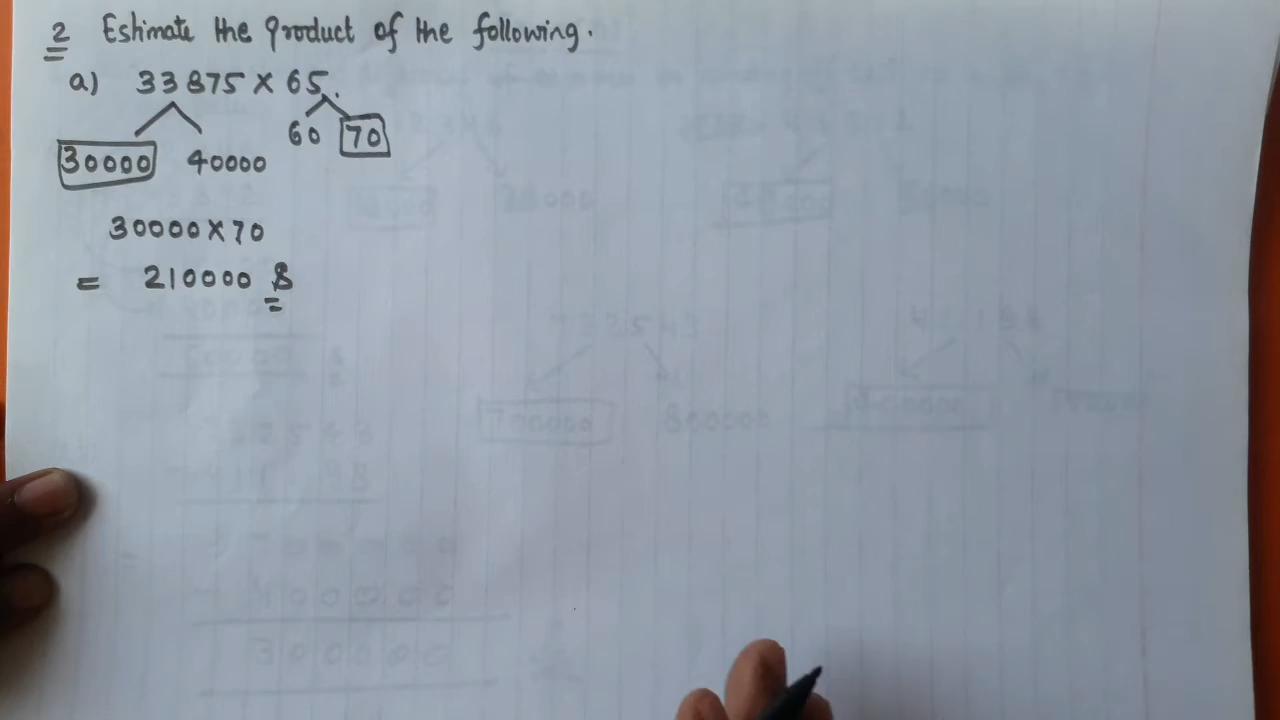 2 Estimate the product of the following.
a) 33875 × 65.
60 70
30000 40000
30000 × 70
= 210000